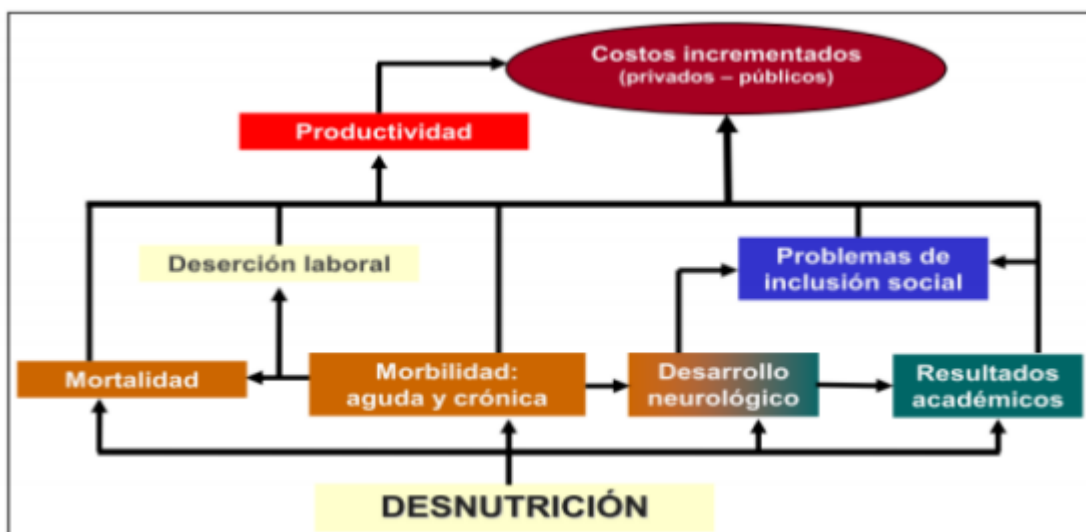 Costos incrementados
(privados – públicos)
Productividad
Deserción laboral
Problemas de
inclusión social
Mortalidad
Morbilidad:
aguda y crónica
Desarrollo
neurológico
Resultados
académicos
DESNUTRICIÓN